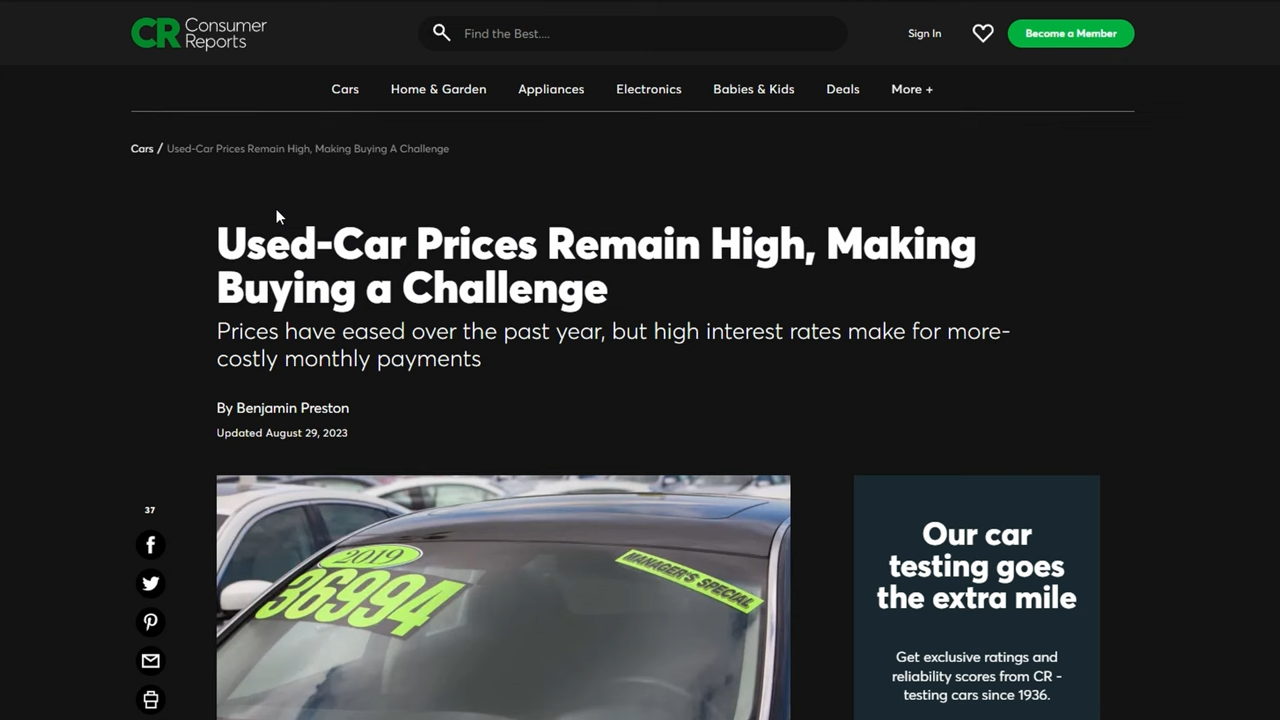 CR Consumer
Reports
Find the Best....
Sign In
Become a Member
Cars
Home & Garden
Appliances
Electronics
Babies & Kids
Deals
More +
Cars / Used-Car Prices Remain High, Making Buying A Challenge
Used-Car Prices Remain High, Making
Buying a Challenge
Prices have eased over the past year, but high interest rates make for more-
costly monthly payments
By Benjamin Preston
Updated August 29, 2023
37
2019
36994
MANAGER'S SPECIAL
Our car
testing goes
the extra mile
Get exclusive ratings and
reliability scores from CR -
testing cars since 1936.